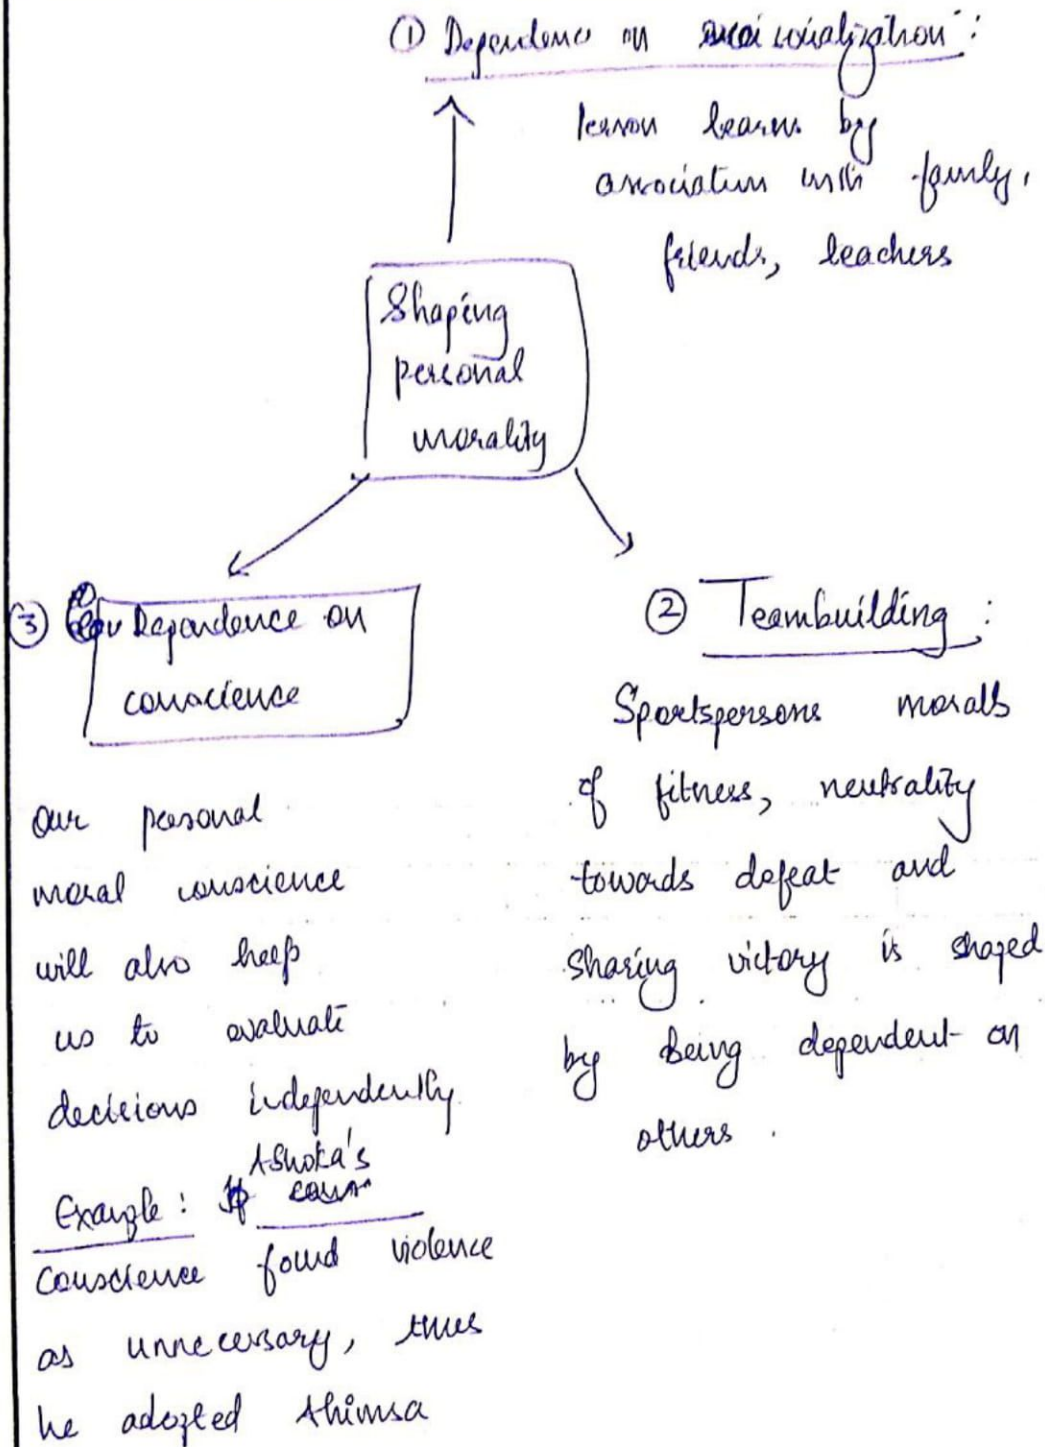 ① Dependence on socialization :
lesson learn by
association with family,
friends, teachers
Shaping
personal
morality
③ Dependence on
conscience
our personal
moral conscience
will also help
us to evaluate
decisions independently
Example : Ashoka's
conscience found violence
as unnecessary, thus
he adopted Ahimsa
② Teambuilding :
Sportspersons morals
of fitness, neutrality
towards defeat and
sharing victory is shaped
by being dependent on
others .